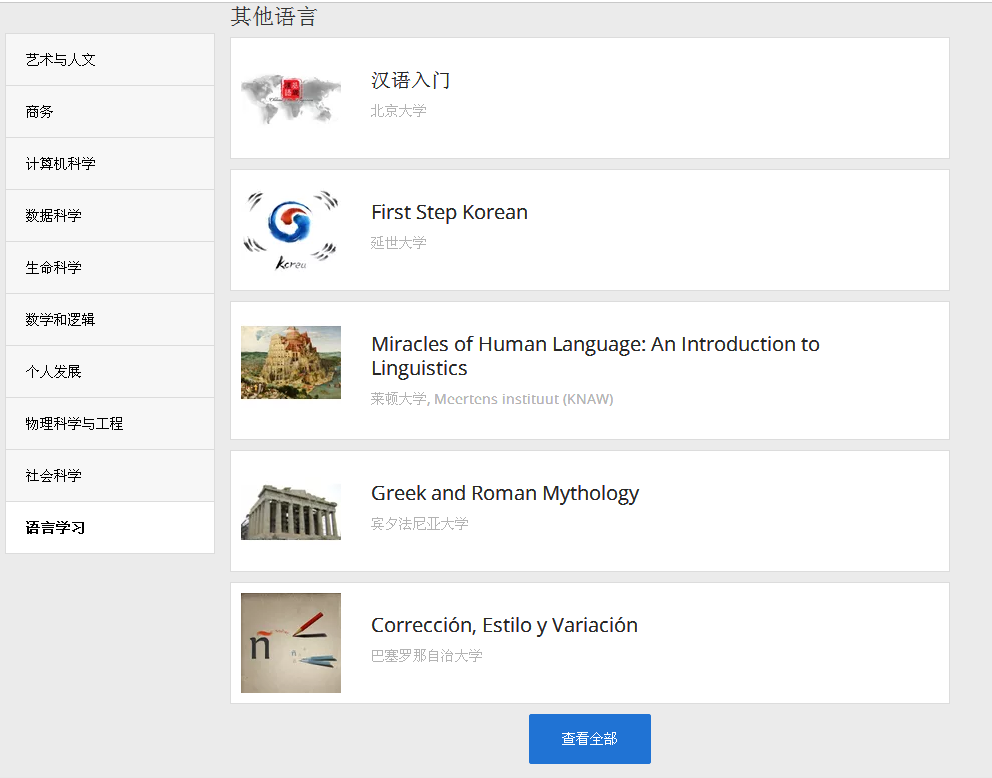 其他语言
艺术与人文
商务
计算机科学
数据科学
生命科学
数学和逻辑
个人发展
物理科学与工程
社会科学
语言学习
汉语入门
北京大学
First Step Korean
延世大学
Korea
Miracles of Human Language: An Introduction to
Linguistics
莱顿大学, Meertens instituut (KNAW)
Greek and Roman Mythology
宾夕法尼亚大学
ñ
Corrección, Estilo y Variación
巴塞罗那自治大学
查看全部